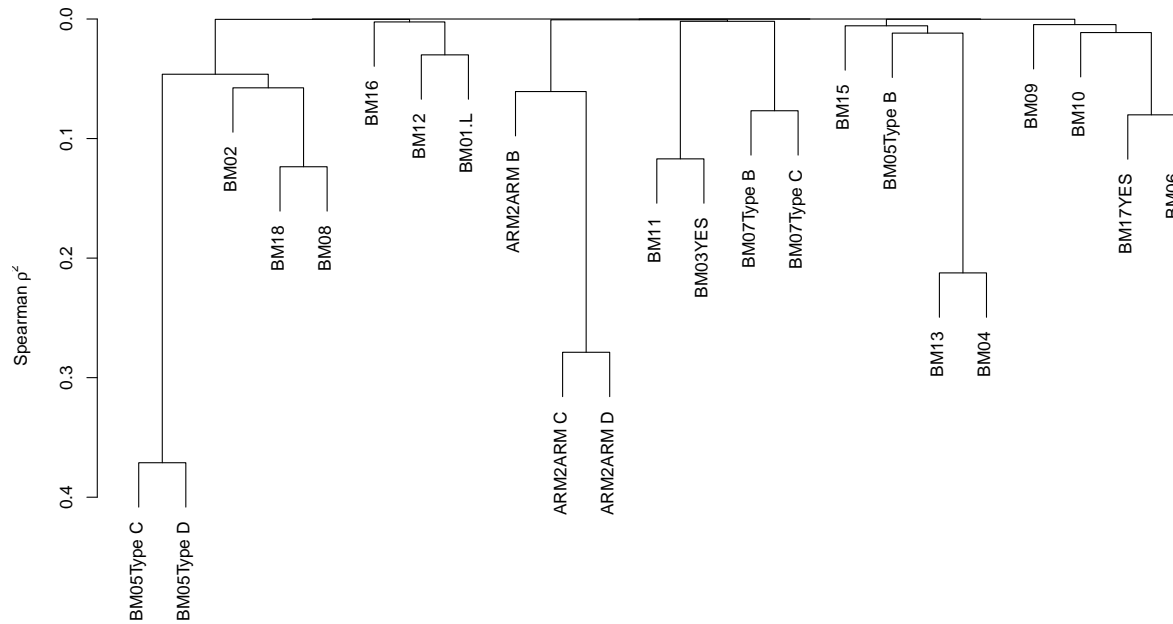 0.0
0.1
0.2
0.3
0.4
Spearman ρ²
BM05Type C
BM05Type D
BM02
BM18
BM08
BM16
BM12
BM01.L
ARM2ARM B
ARM2ARM C
ARM2ARM D
BM11
BM03YES
BM07Type B
BM07Type C
BM15
BM05Type B
BM13
BM04
BM09
BM10
BM17YES
BM06